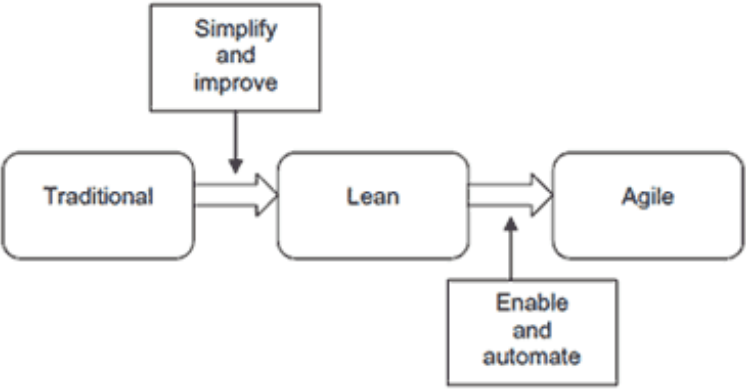 Simplify
and
improve
Traditional
Lean
Agile
Enable
and
automate